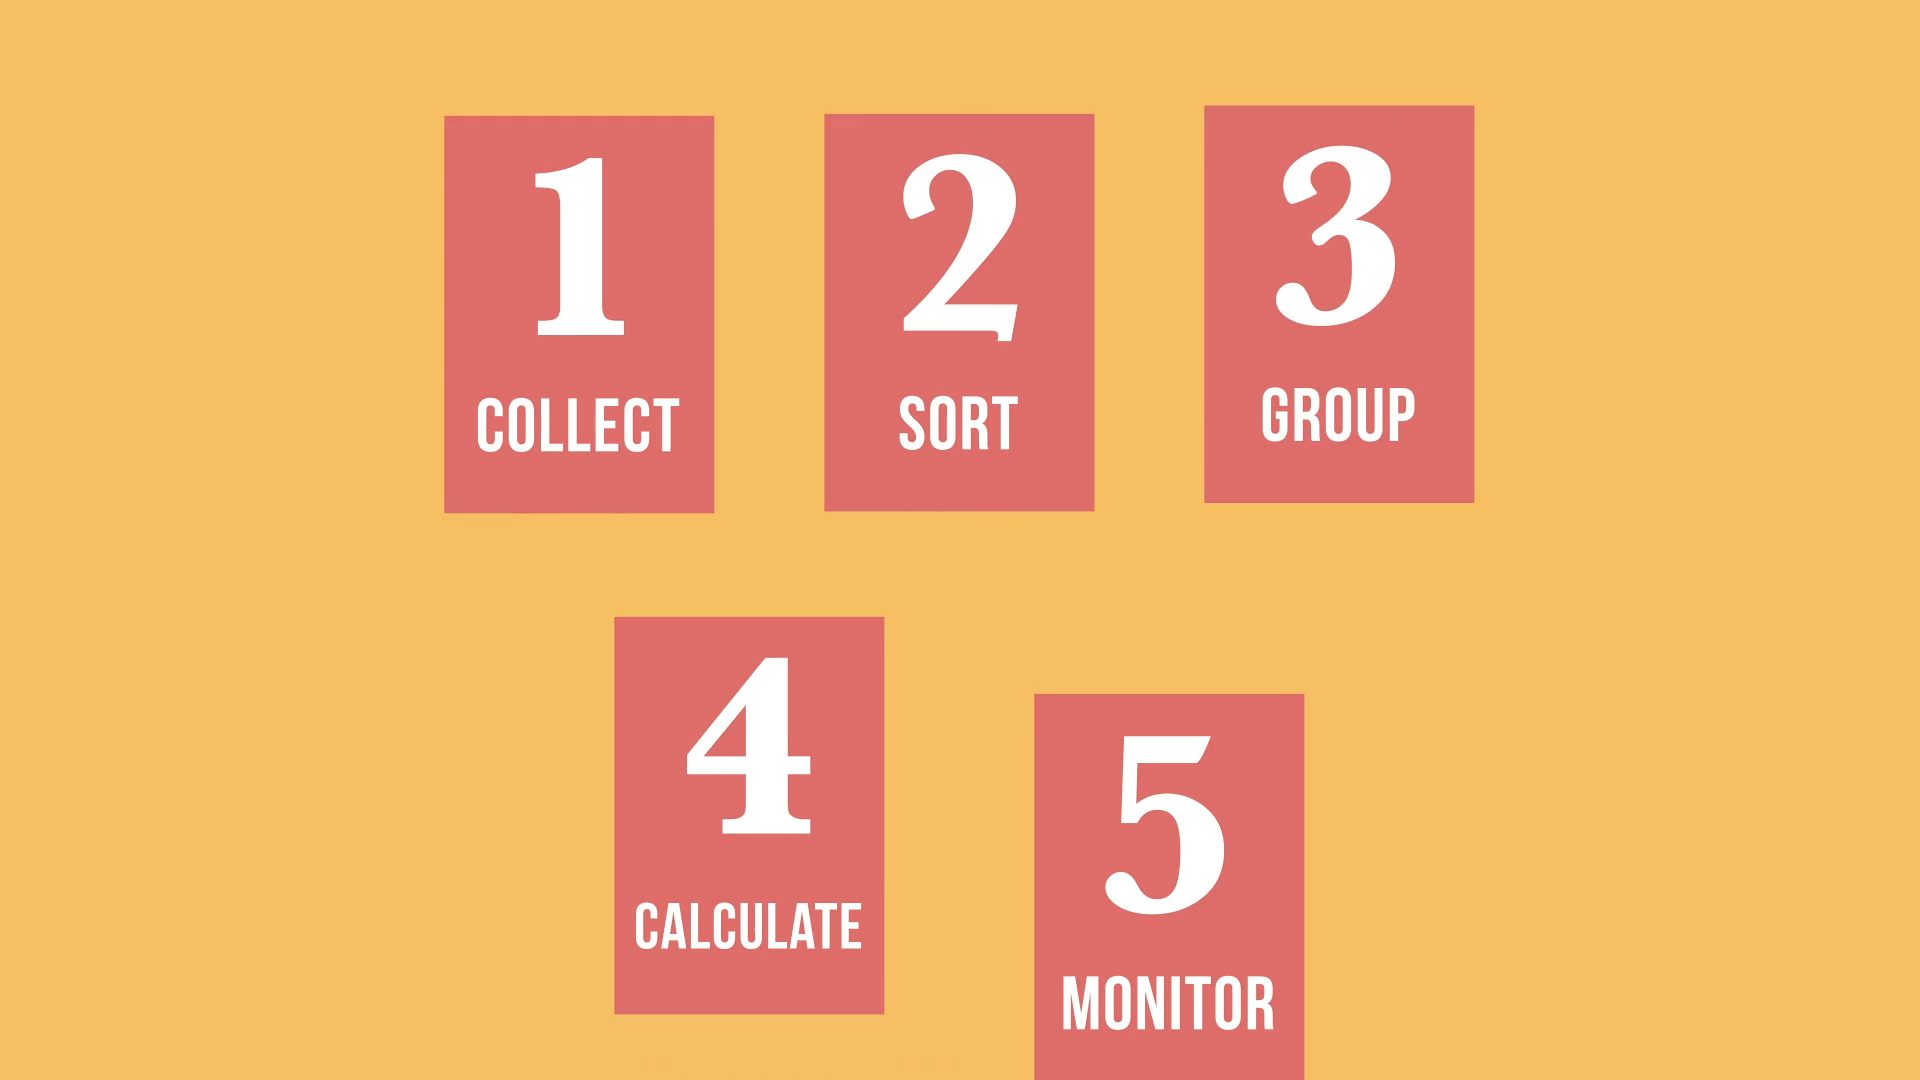 1
COLLECT
2
SORT
3
GROUP
4
CALCULATE
5
MONITOR